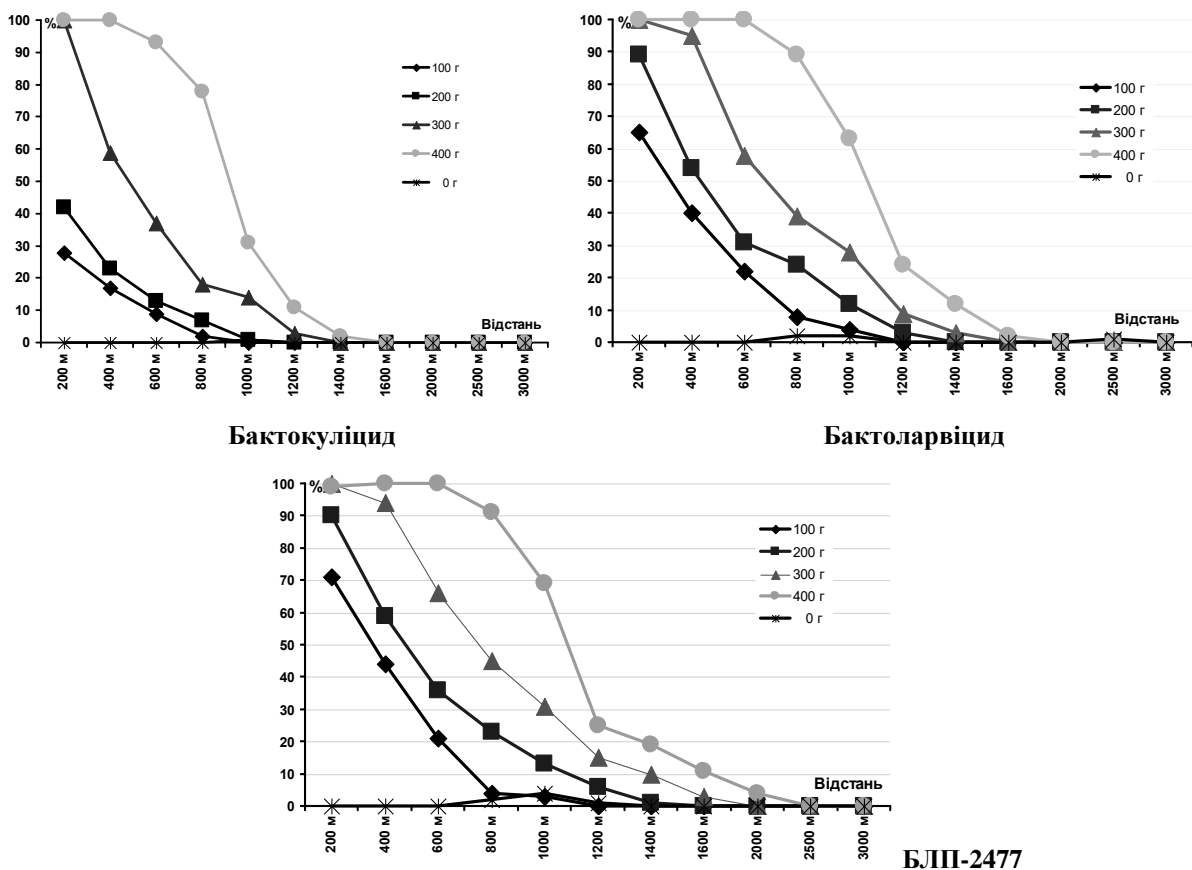 %
100
90
80
70
60
50
40
30
20
10
0
100 г
200 г
300 г
400 г
0 г
Відстань
200 м
400 м
600 м
800 м
1000 м
1200 м
1400 м
1600 м
2000 м
2500 м
3000 м
Бактокуліцид
%
100
90
80
70
60
50
40
30
20
10
0
100 г
200 г
300 г
400 г
0 г
Відстань
200 м
400 м
600 м
800 м
1000 м
1200 м
1400 м
1600 м
2000 м
2500 м
3000 м
Бактоларвіцид
%
100
90
80
70
60
50
40
30
20
10
0
100 г
200 г
300 г
400 г
0 г
Відстань
200 м
400 м
600 м
800 м
1000 м
1200 м
1400 м
1600 м
2000 м
2500 м
3000 м
БЛП-2477